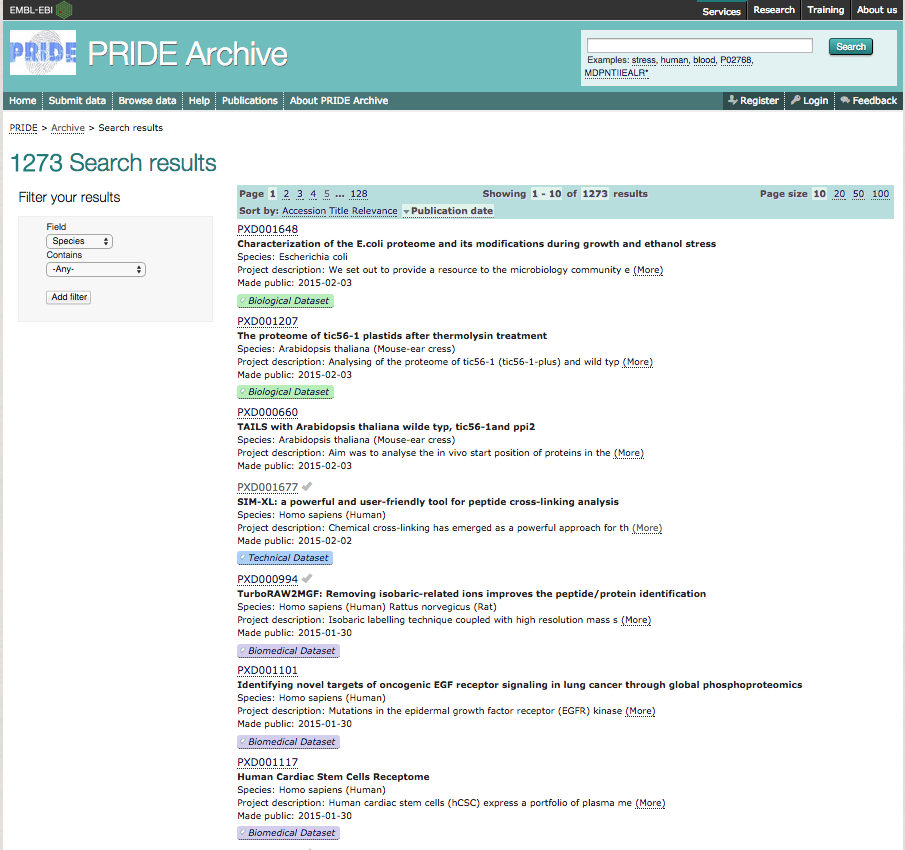 EMBL-EBI
Services Research Training About us
PRIDE
PRIDE Archive
Search
Examples: stress, human, blood, P02768,
MDPNTIIEALR*
Home Submit data Browse data Help Publications About PRIDE Archive Register Login Feedback
PRIDE > Archive > Search results
1273 Search results
Filter your results
Field
Species
Contains
-Any-
Add filter
Page 1 2 3 4 5 ... 128 Showing 1 - 10 of 1273 results Page size 10 20 50 100
Sort by: Accession Title Relevance Publication date
PXD001648
Characterization of the E.coli proteome and its modifications during growth and ethanol stress
Species: Escherichia coli
Project description: We set out to provide a resource to the microbiology community e (More)
Made public: 2015-02-03
Biological Dataset
PXD001207
The proteome of tic56-1 plastids after thermolysin treatment
Species: Arabidopsis thaliana (Mouse-ear cress)
Project description: Analysing of the proteome of tic56-1 (tic56-1-plus) and wild typ (More)
Made public: 2015-02-03
Biological Dataset
PXD000660
TAILS with Arabidopsis thaliana wilde typ, tic56-1and ppi2
Species: Arabidopsis thaliana (Mouse-ear cress)
Project description: Aim was to analyse the in vivo start position of proteins in the (More)
Made public: 2015-02-03
PXD001677
SIM-XL: a powerful and user-friendly tool for peptide cross-linking analysis
Species: Homo sapiens (Human)
Project description: Chemical cross-linking has emerged as a powerful approach for th (More)
Made public: 2015-02-02
Technical Dataset
PXD000994
TurboRAW2MGF: Removing isobaric-related ions improves the peptide/protein identification
Species: Homo sapiens (Human) Rattus norvegicus (Rat)
Project description: Isobaric labelling technique coupled with high resolution mass s (More)
Made public: 2015-01-30
Biomedical Dataset
PXD001101
Identifying novel targets of oncogenic EGF receptor signaling in lung cancer through global phosphoproteomics
Species: Homo sapiens (Human)
Project description: Mutations in the epidermal growth factor receptor (EGFR) kinase (More)
Made public: 2015-01-30
Biomedical Dataset
PXD001117
Human Cardiac Stem Cells Receptome
Species: Homo sapiens (Human)
Project description: Human cardiac stem cells (hCSC) express a portfolio of plasma me (More)
Made public: 2015-01-30
Biomedical Dataset